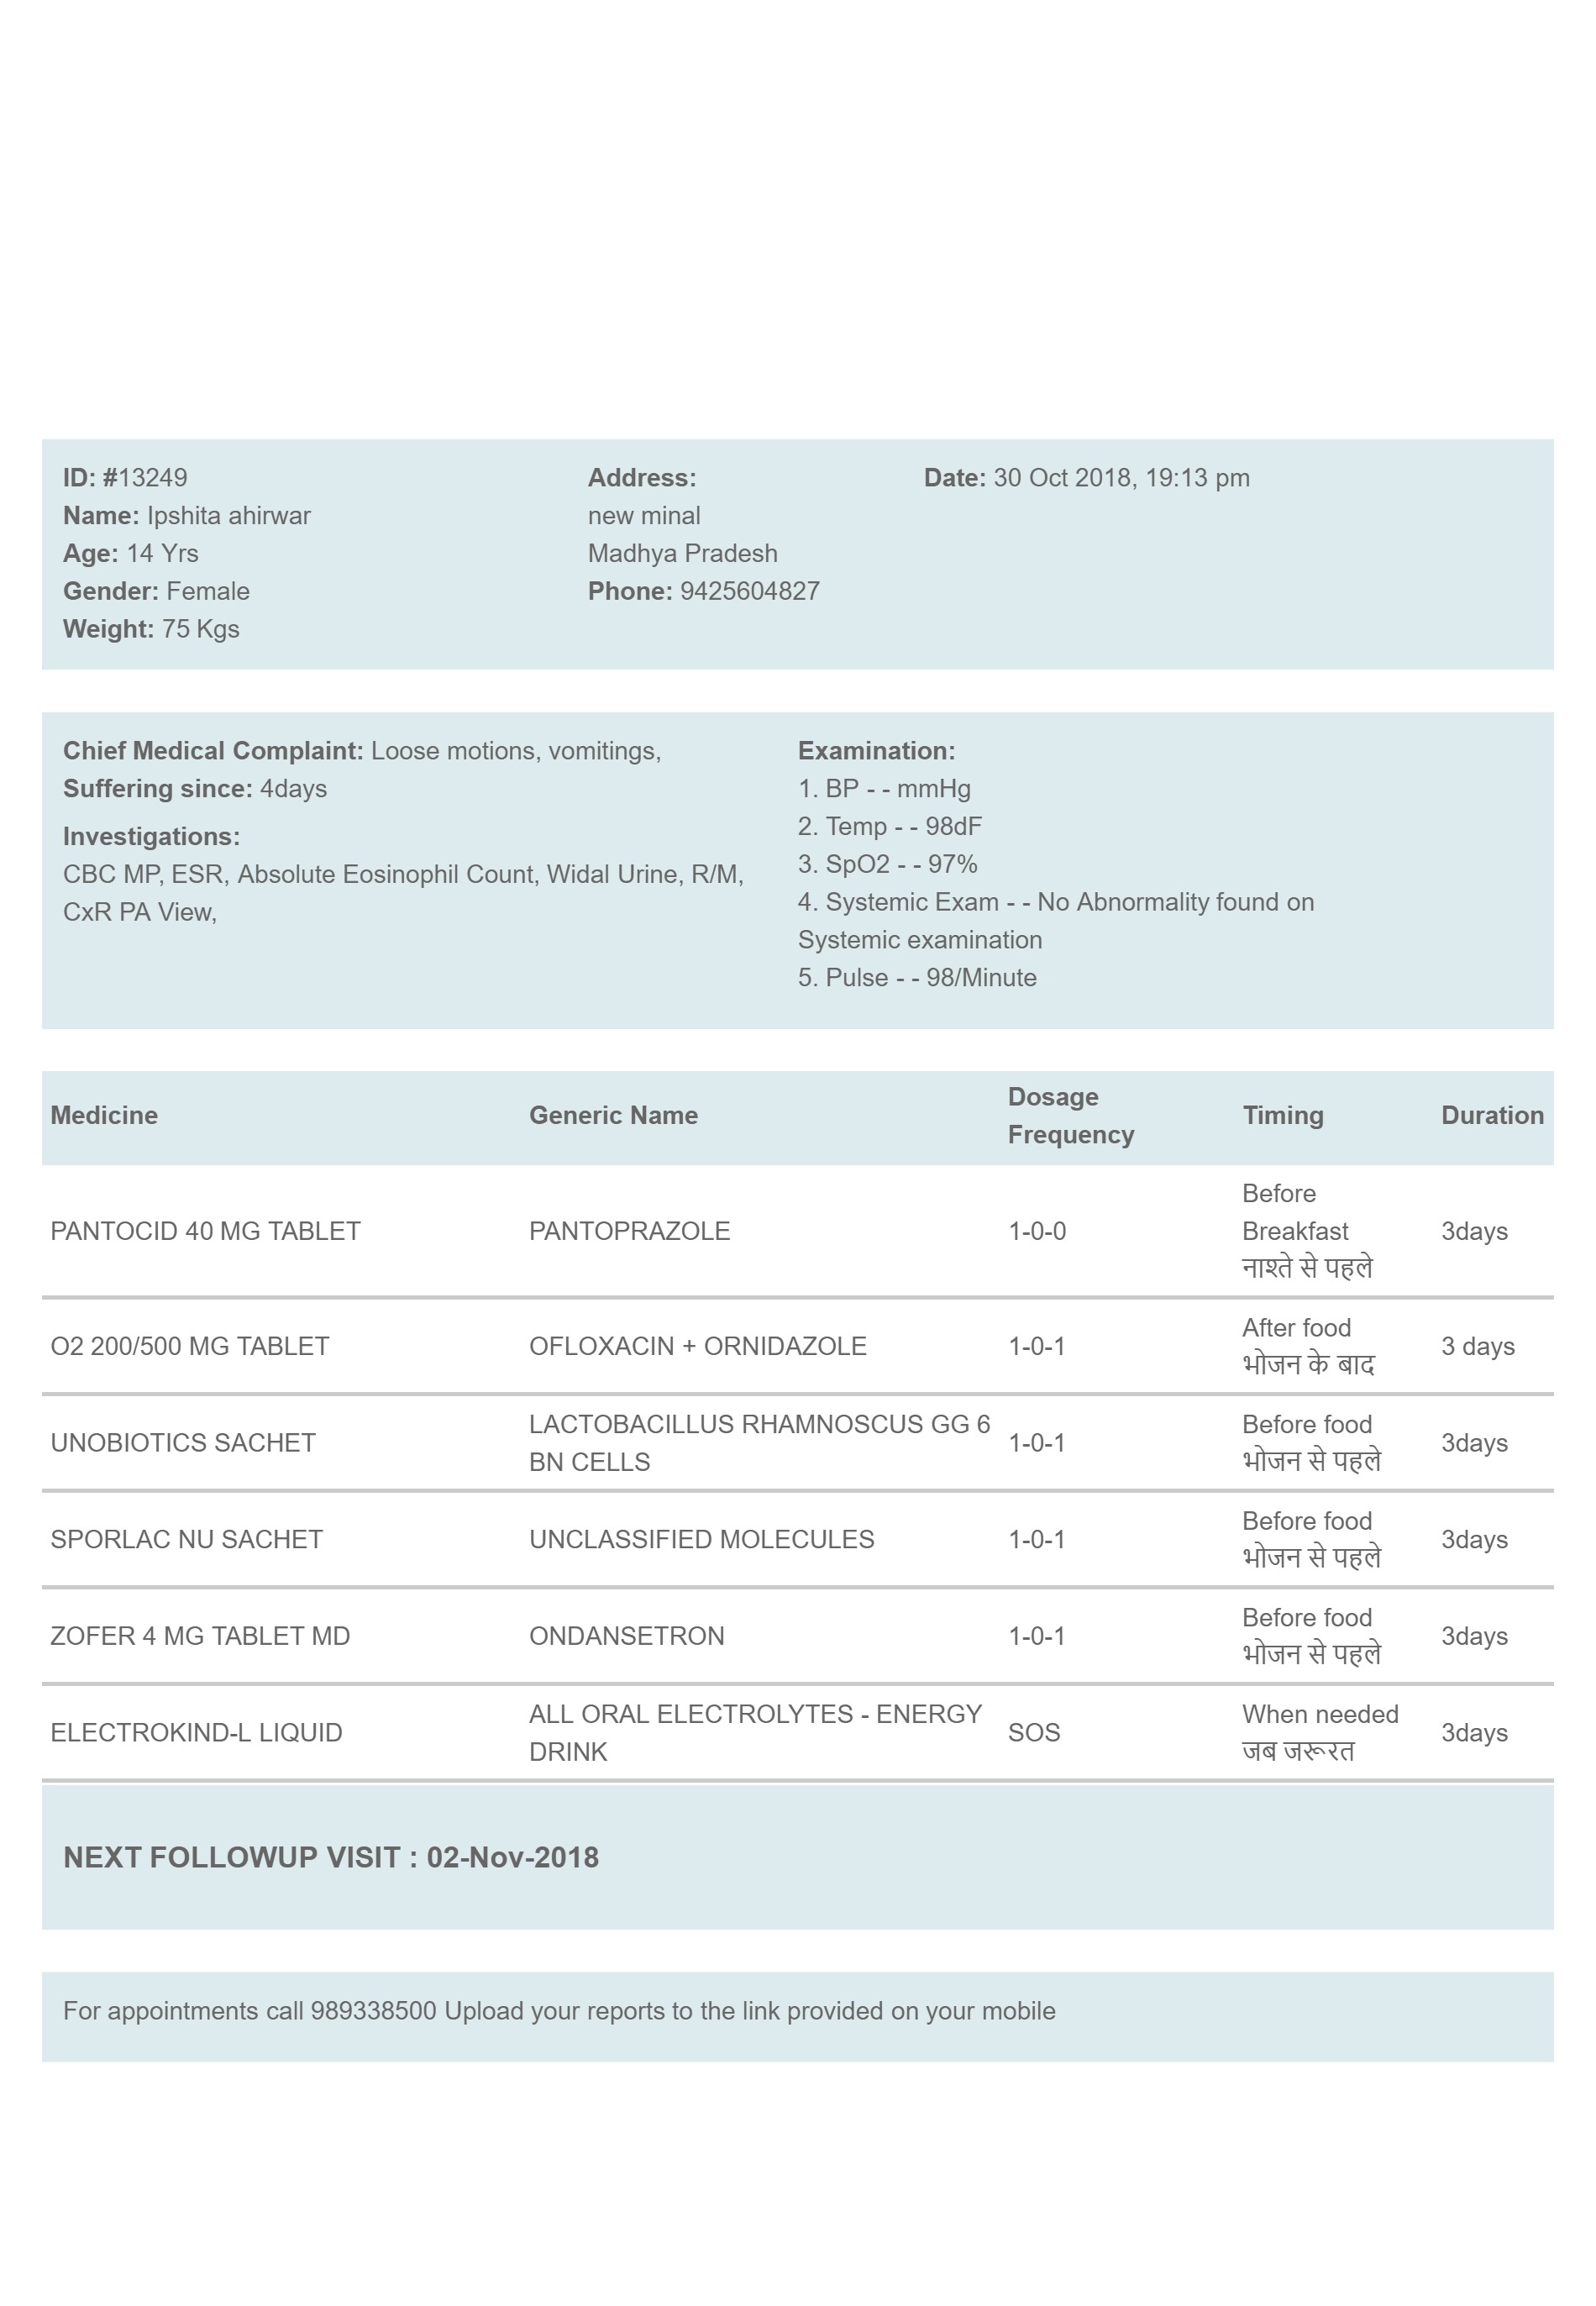 ID: #13249
Name: Ipshita ahirwar
Age: 14 Yrs
Gender: Female
Weight: 75 Kgs
Address:
new minal
Madhya Pradesh
Phone: 9425604827
Date: 30 Oct 2018, 19:13 pm
Chief Medical Complaint: Loose motions, vomitings,
Suffering since: 4days
Investigations:
CBC MP, ESR, Absolute Eosinophil Count, Widal Urine, R/M,
CxR PA View,
Examination:
1. BP - - mmHg
2. Temp - - 98dF
3. SpO2 - - 97%
4. Systemic Exam - - No Abnormality found on
Systemic examination
5. Pulse - - 98/Minute
Medicine
Generic Name
Dosage
Frequency
Timing
Duration
PANTOCID 40 MG TABLET
PANTOPRAZOLE
1-0-0
Before
Breakfast
नाश्ते से पहले
3days
O2 200/500 MG TABLET
OFLOXACIN + ORNIDAZOLE
1-0-1
After food
भोजन के बाद
3 days
UNOBIOTICS SACHET
LACTOBACILLUS RHAMNOSCUS GG 6
BN CELLS
1-0-1
Before food
भोजन से पहले
3days
SPORLAC NU SACHET
UNCLASSIFIED MOLECULES
1-0-1
Before food
भोजन से पहले
3days
ZOFER 4 MG TABLET MD
ONDANSETRON
1-0-1
Before food
भोजन से पहले
3days
ELECTROKIND-L LIQUID
ALL ORAL ELECTROLYTES - ENERGY
DRINK
SOS
When needed
जब जरूरत
3days
NEXT FOLLOWUP VISIT : 02-Nov-2018
For appointments call 989338500 Upload your reports to the link provided on your mobile